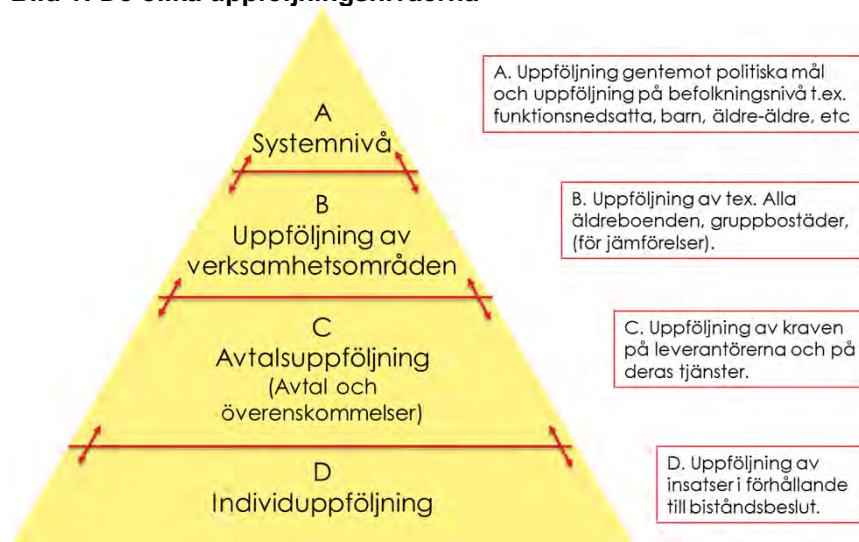 A
Systemnivå
B
Uppföljning av
verksamhetsområden
C
Avtalsuppföljning
(Avtal och
överenskommelser)
D
Individuppföljning
A. Uppföljning gentemot politiska mål
och uppföljning på befolkningsnivå t.ex.
funktionsnedsatta, barn, äldre-äldre, etc
B. Uppföljning av tex. Alla
äldreboenden, gruppbostäder,
(för jämförelser).
C. Uppföljning av kraven
på leverantörerna och på
deras tjänster.
D. Uppföljning av
insatser i förhållande
till biståndsbeslut.